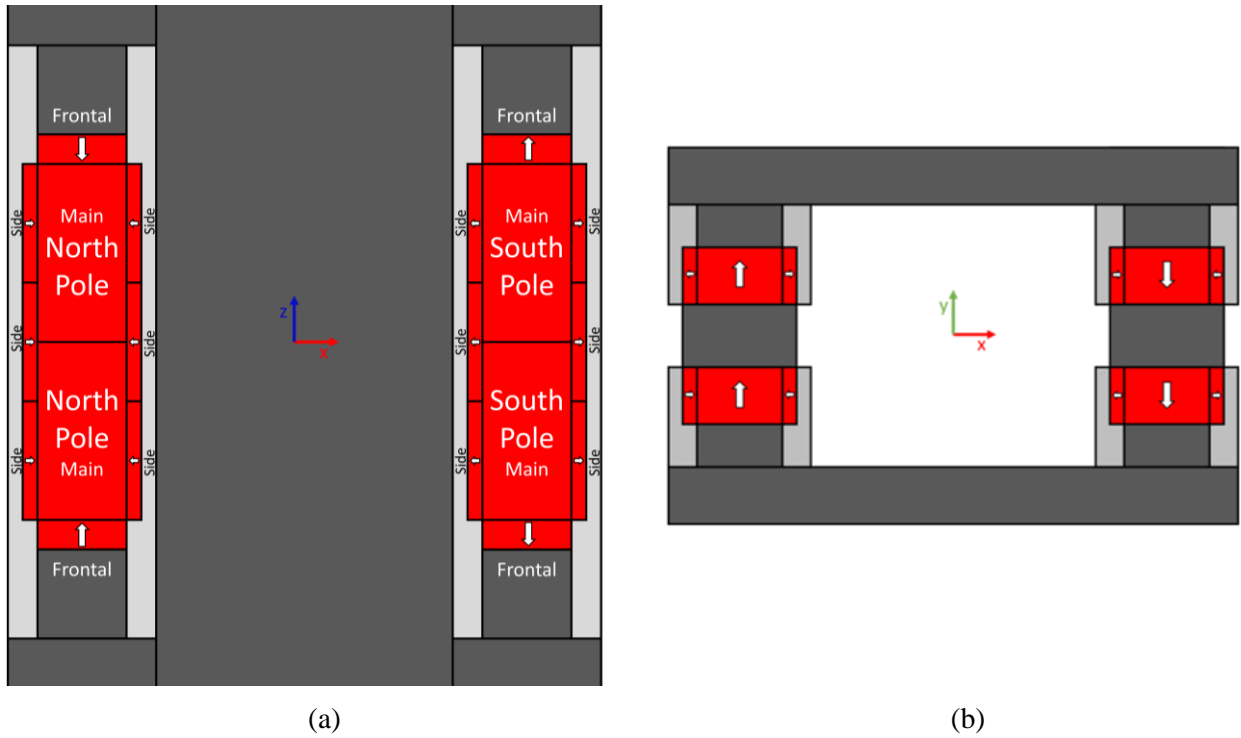 Frontal
Frontal
Side
Main
North
Pole
Side
Side
Main
South
Pole
Side
z
x
Side
Side
Side
Side
North
Pole
Main
Side
Side
South
Pole
Main
Side
Side
Frontal
Frontal
y
x
(a)
(b)